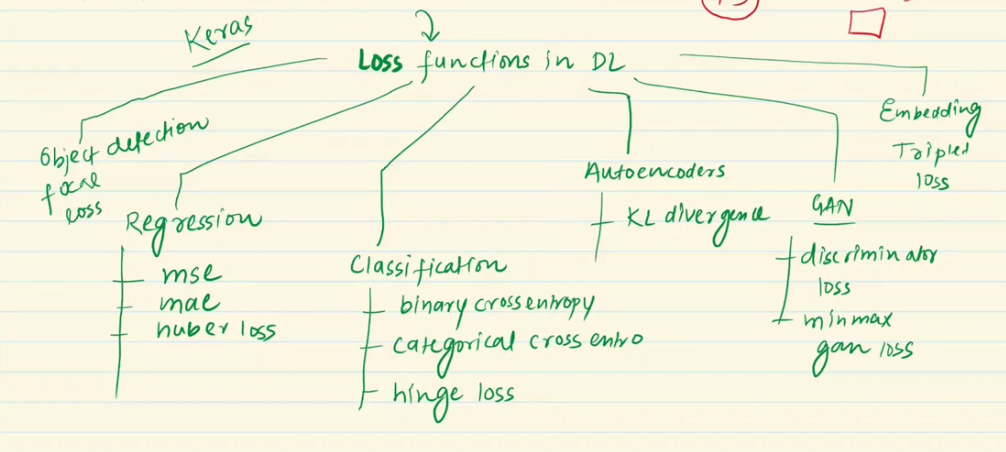 Keras
Loss functions in DL
Object detection
focal
loss
Regression
mse
mae
huber loss
Classification
binary crossentropy
categorical cross entro
hinge loss
Autoencoders
KL divergence
GAN
discriminator
loss
minmax
gan loss
Embedding
Triplet
loss